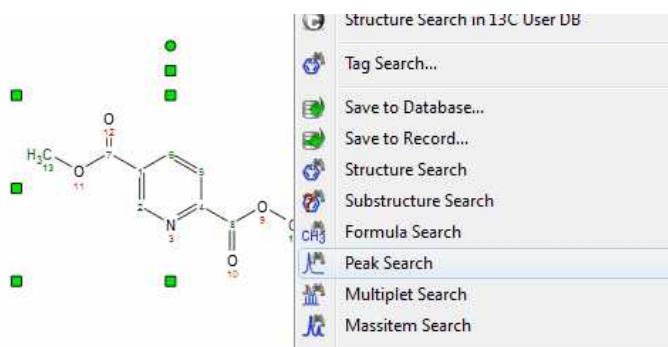 Structure Search in 13C User DB
Tag Search...
Save to Database...
Save to Record...
Structure Search
Substructure Search
CH3 Formula Search
Peak Search
Multiplet Search
Massitem Search
O
12
H3C
13
7
O
11
6
5
2
4
N
3
8
O
9
O
10